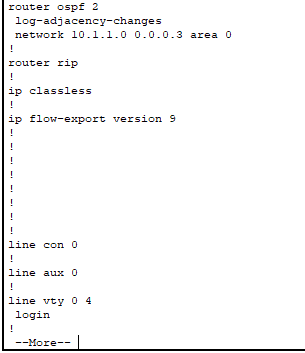 router ospf 2
 log-adjacency-changes
 network 10.1.1.0 0.0.0.3 area 0
!
router rip
!
ip classless
!
ip flow-export version 9
!
!
!
!
!
!
!
!
line con 0
!
line aux 0
!
line vty 0 4
 login
!
 --More--